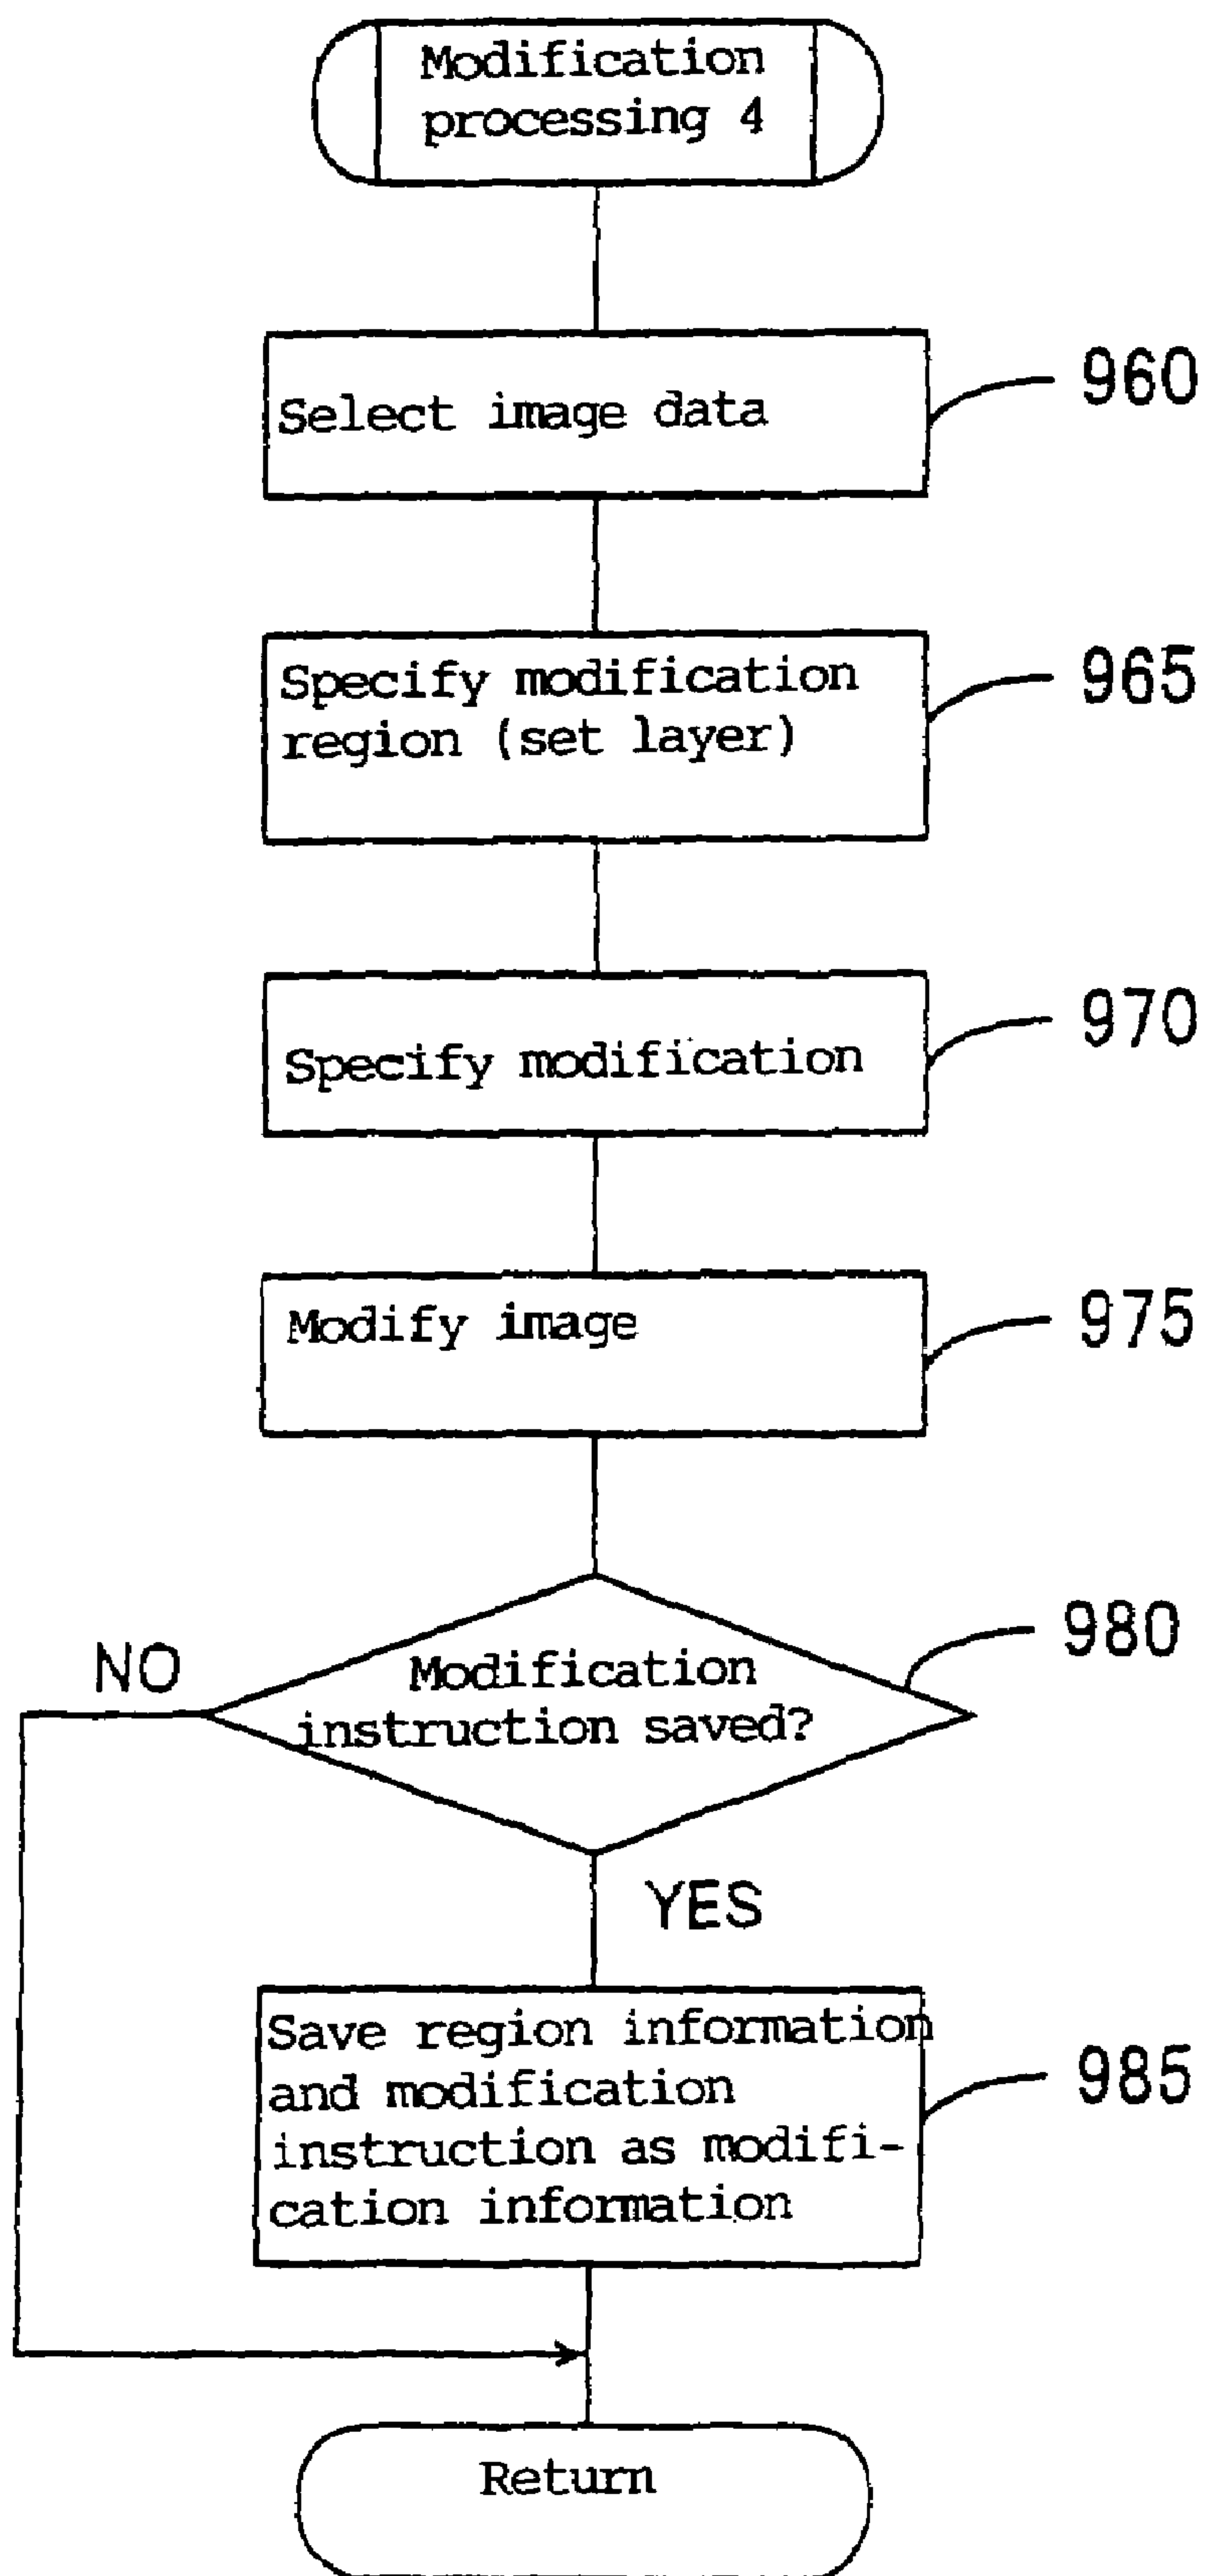 Modification
processing 4
Select image data
960
Specify modification
region (set layer)
965
Specify modification
970
Modify image
975
980
NO
Modification
instruction saved?
YES
Save region information
and modification
instruction as modifi-
cation information
985
Return